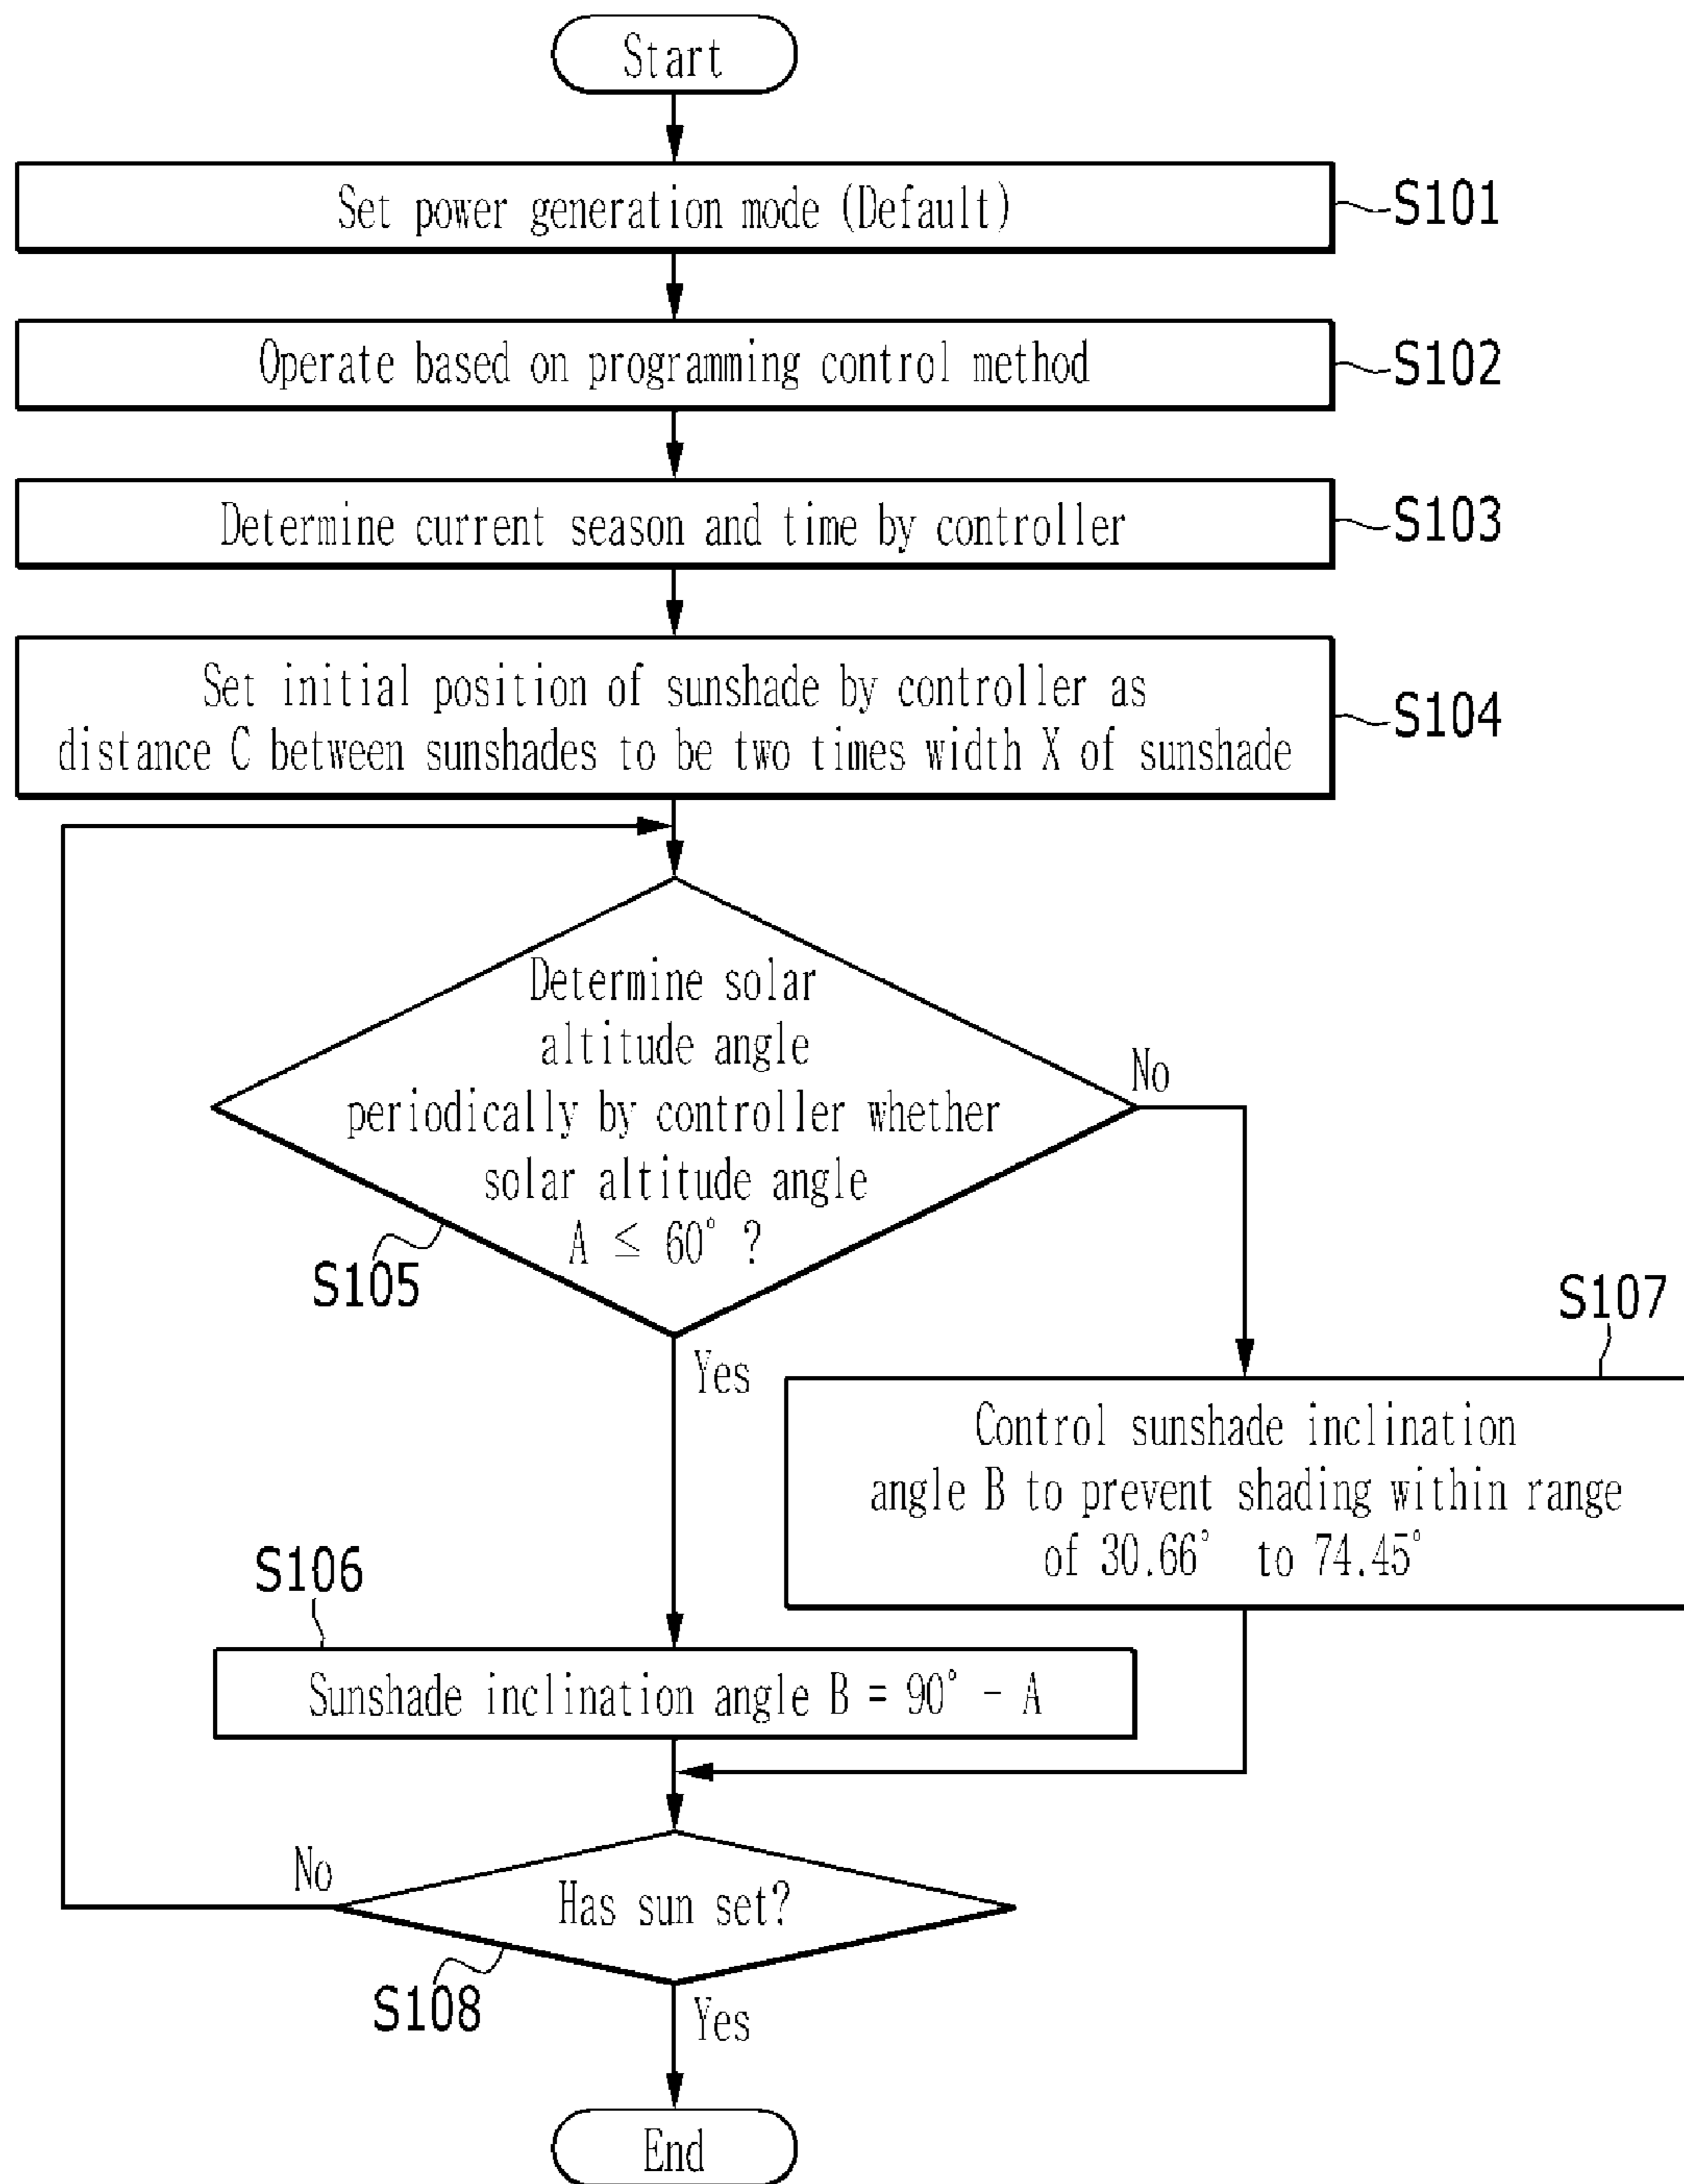 Start
Set power generation mode (Default)
S101
Operate based on programming control method
S102
Determine current season and time by controller
S103
Set initial position of sunshade by controller as
distance C between sunshades to be two times width X of sunshade
S104
Determine solar
altitude angle
periodically by controller whether
solar altitude angle
A ≤ 60° ?
S105
No
Yes
S107
Control sunshade inclination
angle B to prevent shading within range
of 30.66° to 74.45°
S106
Sunshade inclination angle B = 90° - A
No
Has sun set?
S108
Yes
End